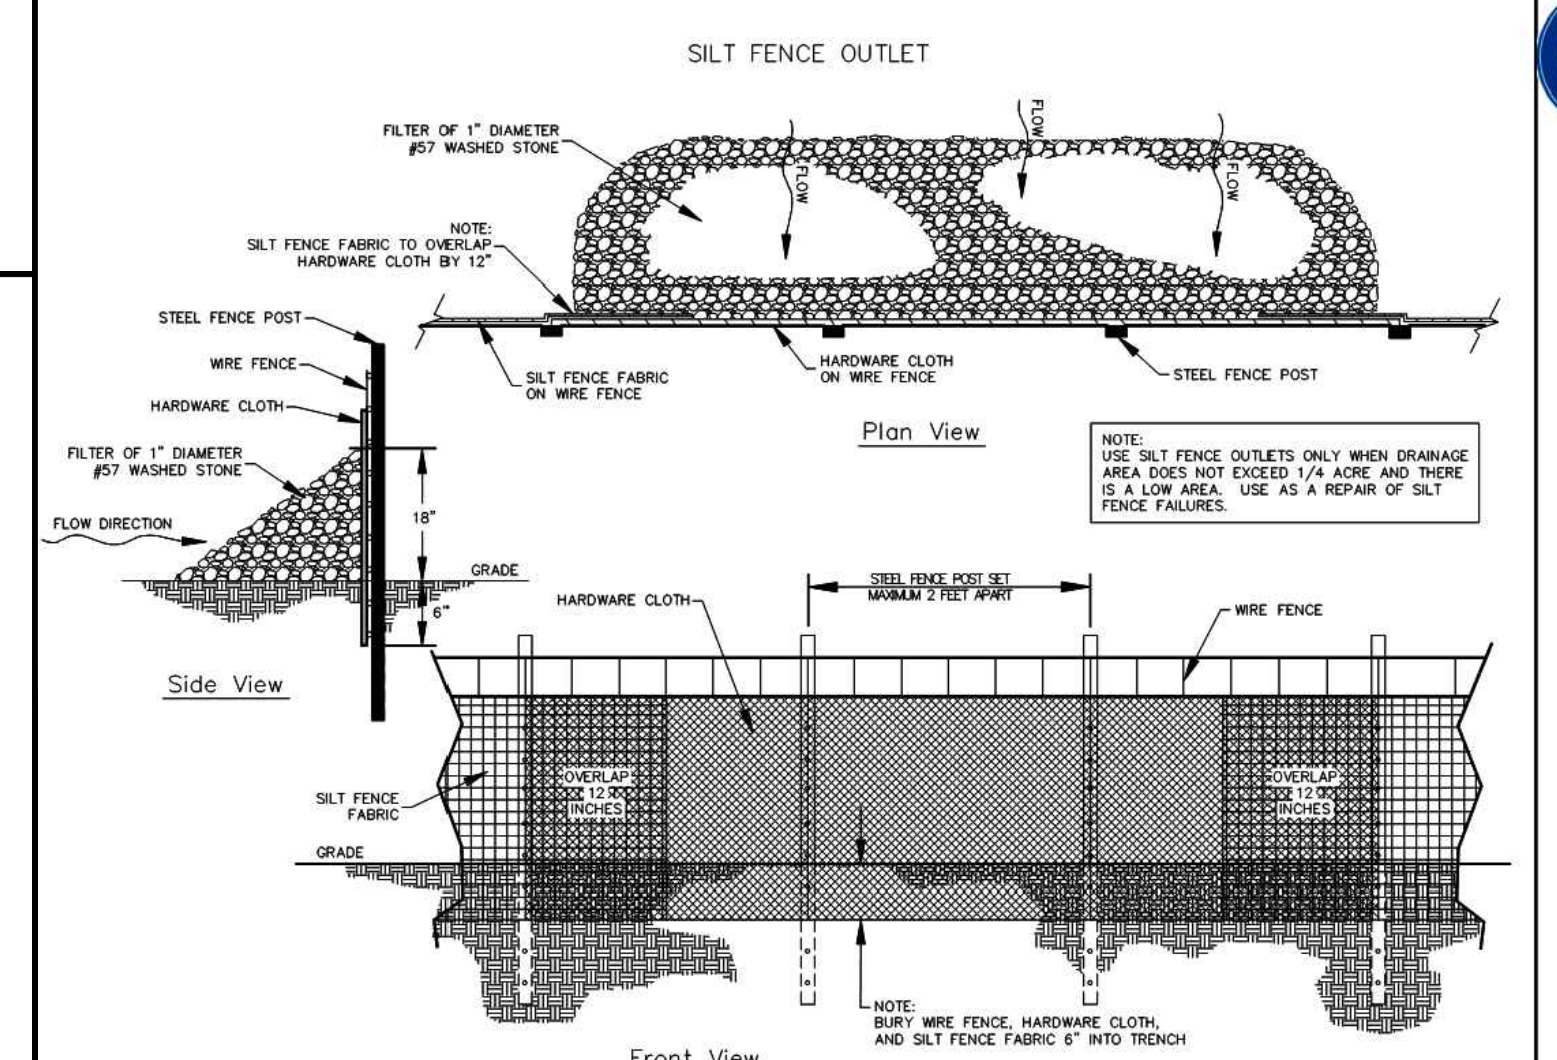 SILT FENCE OUTLET
FILTER OF 1" DIAMETER
#57 WASHED STONE
FLOW
FLOW
FLOW
NOTE:
SILT FENCE FABRIC TO OVERLAP
HARDWARE CLOTH BY 12"
STEEL FENCE POST
WIRE FENCE
HARDWARE CLOTH
FILTER OF 1" DIAMETER
#57 WASHED STONE
FLOW DIRECTION
18"
GRADE
6"
Side View
SILT FENCE FABRIC
ON WIRE FENCE
HARDWARE CLOTH
ON WIRE FENCE
STEEL FENCE POST
Plan View
NOTE:
USE SILT FENCE OUTLETS ONLY WHEN DRAINAGE
AREA DOES NOT EXCEED 1/4 ACRE AND THERE
IS A LOW AREA. USE AS A REPAIR OF SILT
FENCE FAILURES.
STEEL FENCE POST SET
MAXIMUM 2 FEET APART
HARDWARE CLOTH
WIRE FENCE
OVERLAP
12
INCHES
OVERLAP
12
INCHES
SILT FENCE
FABRIC
GRADE
NOTE:
BURY WIRE FENCE, HARDWARE CLOTH,
AND SILT FENCE FABRIC 6" INTO TRENCH
Front View